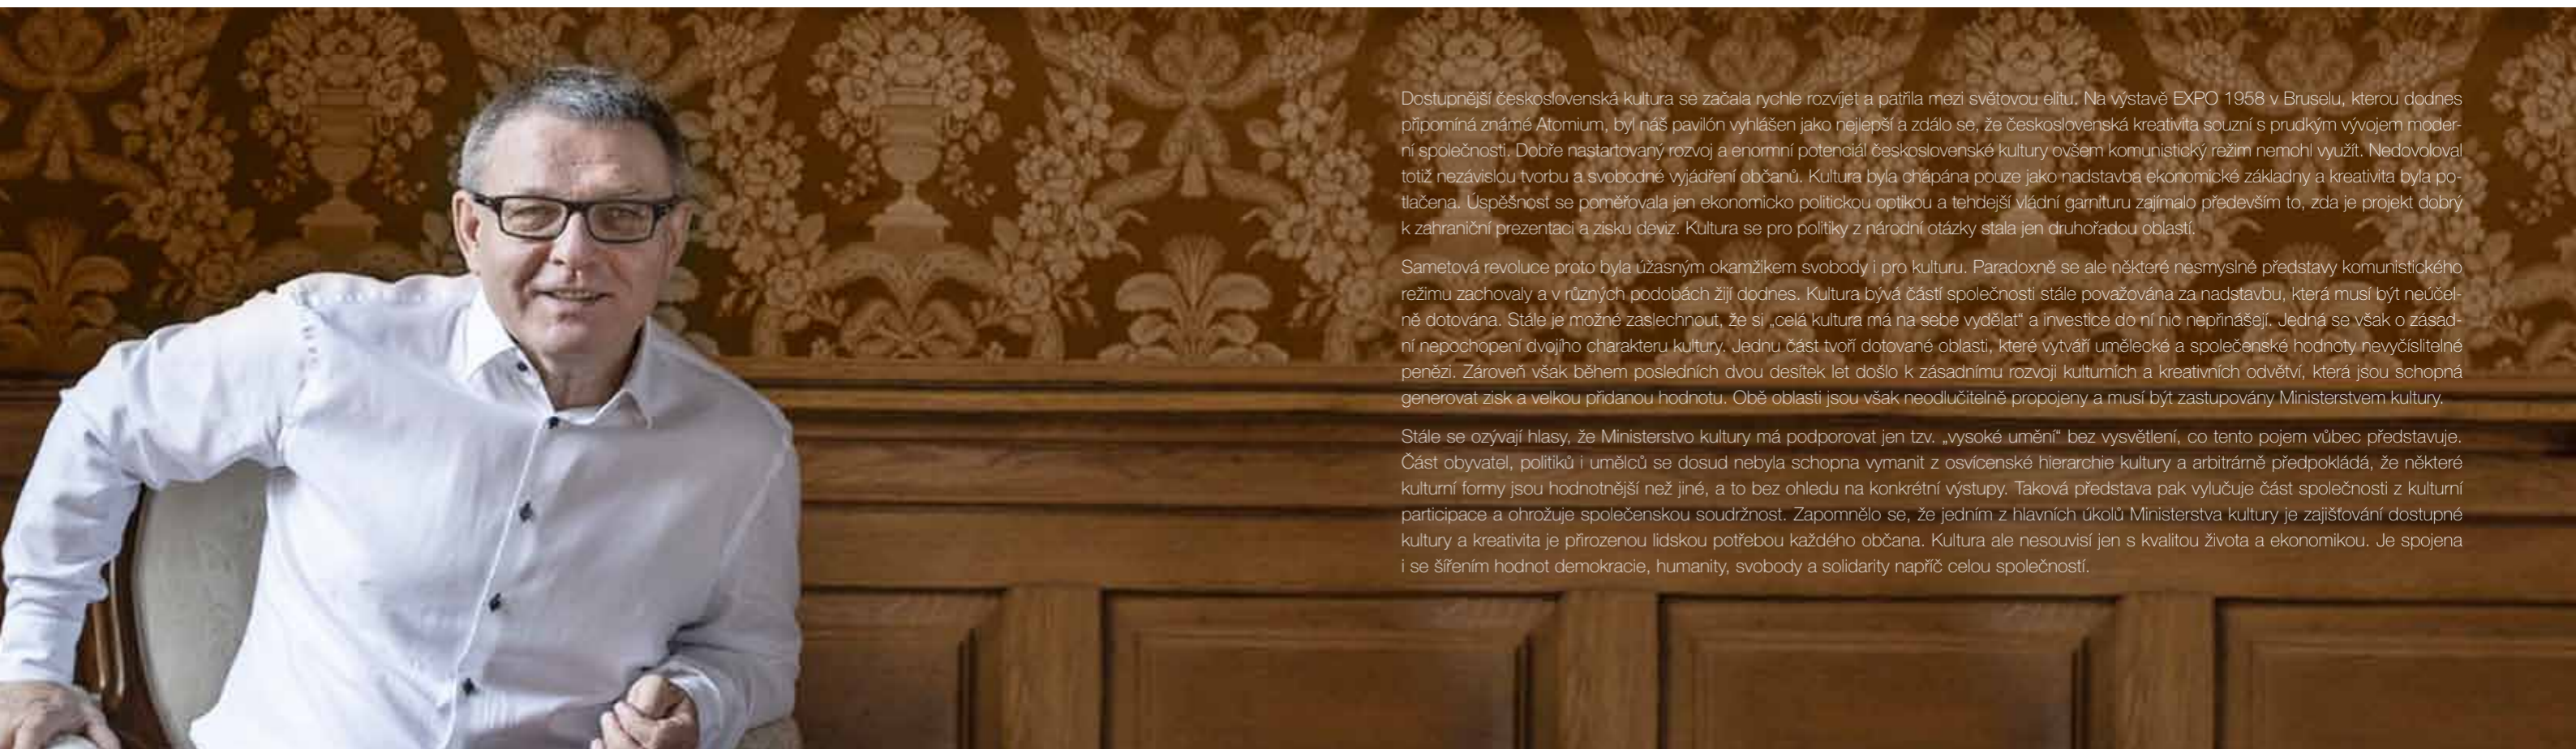 Dostupnější československá kultura se začala rychle rozvíjet a patřila mezi světovou elitu. Na výstavě EXPO 1958 v Bruselu, kterou dodnes
připomíná známé Atomium, byl náš pavilón vyhlášen jako nejlepší a zdálo se, že československá kreativita souzní s prudkým vývojem moder-
ní společnosti. Dobře nastartovaný rozvoj a enormní potenciál československé kultury ovšem komunistický režim nemohl využít. Nedovoloval
totiž nezávislou tvorbu a svobodné vyjádření občanů. Kultura byla chápána pouze jako nadstavba ekonomické základny a kreativita byla po-
tlačena. Úspěšnost se poměřovala jen ekonomicko politickou optikou a tehdejší vládní garnituru zajímalo především to, zda je projekt dobrý
k zahraniční prezentaci a zisku deviz. Kultura se pro politiky z národní otázky stala jen druhořadou oblastí.
Sametová revoluce proto byla úžasným okamžikem svobody i pro kulturu. Paradoxně se ale některé nesmyslné představy komunistického
režimu zachovaly a v různých podobách žijí dodnes. Kultura bývá částí společnosti stále považována za nadstavbu, která musí být neúčel-
ně dotována. Stále je možné zaslechnout, že si „celá kultura má na sebe vydělat“ a investice do ní nic nepřinášejí. Jedná se však o zásad-
ní nepochopení dvojího charakteru kultury. Jednu část tvoří dotované oblasti, které vytváří umělecké a společenské hodnoty nevyčíslitelné
penězi. Zároveň však během posledních dvou desítek let došlo k zásadnímu rozvoji kulturních a kreativních odvětví, která jsou schopná
generovat zisk a velkou přidanou hodnotu. Obě oblasti jsou však neodlučitelně propojeny a musí být zastupovány Ministerstvem kultury.
Stále se ozývají hlasy, že Ministerstvo kultury má podporovat jen tzv. „vysoké umění“ bez vysvětlení, co tento pojem vůbec představuje.
Část obyvatel, politiků i umělců se dosud nebyla schopna vymanit z osvícenské hierarchie kultury a arbitrárně předpokládá, že některé
kulturní formy jsou hodnotnější než jiné, a to bez ohledu na konkrétní výstupy. Taková představa pak vylučuje část společnosti z kulturní
participace a ohrožuje společenskou soudržnost. Zapomnělo se, že jedním z hlavních úkolů Ministerstva kultury je zajišťování dostupné
kultury a kreativita je přirozenou lidskou potřebou každého občana. Kultura ale nesouvisí jen s kvalitou života a ekonomikou. Je spojena
i se šířením hodnot demokracie, humanity, svobody a solidarity napříč celou společností.